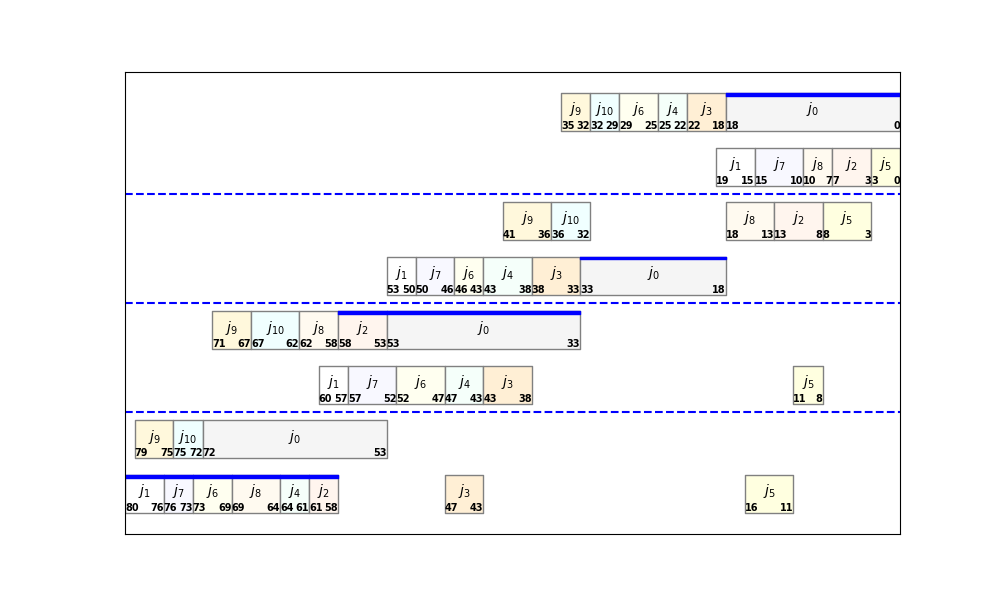 j9 j10 j6 j4 j3 j0
35 32 32 29 29 25 25 22 22 18 18 0
j1 j7 j8 j2 j5
19 15 15 10 10 7 7 3 3 0
j9 j10 j8 j2 j5
41 36 36 32 18 13 13 8 8 3
j1 j7 j6 j4 j3 j0
53 50 50 46 46 43 43 38 38 33 33 18
j9 j10 j8 j2 j0
71 67 67 62 62 58 58 53 53 33
j1 j7 j6 j4 j3 j5
60 57 57 52 52 47 47 43 43 38 11 8
j9 j10 j0
79 75 75 72 72 53
j1 j7 j6 j8 j4 j2 j3 j5
80 76 76 73 73 69 69 64 64 61 61 58 47 43 16 11